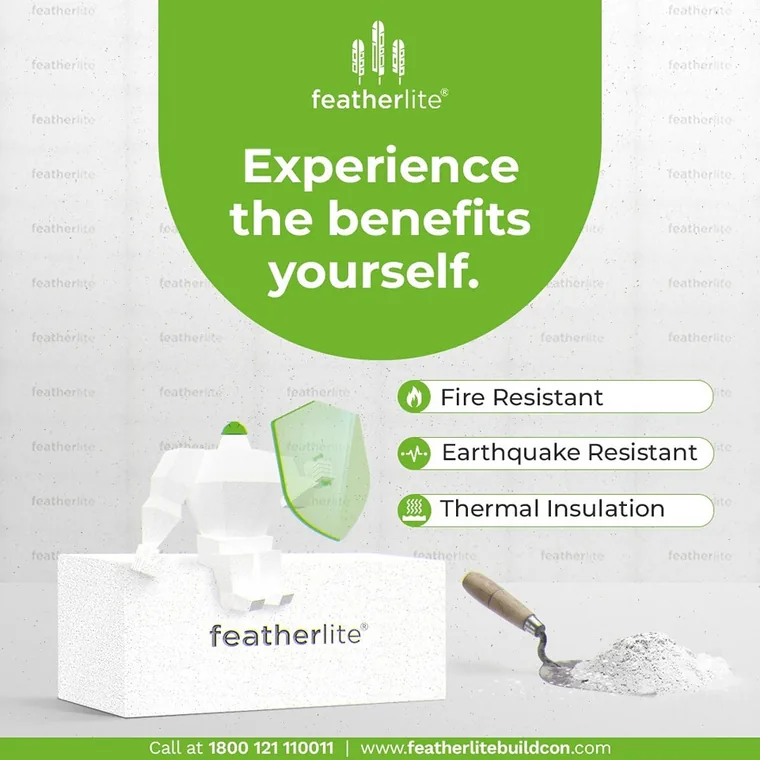 featherlite®
Experience
the benefits
yourself.
Fire Resistant
Earthquake Resistant
Thermal Insulation
featherlite®
Call at 1800 121 110011 | www.featherlitebuildcon.com